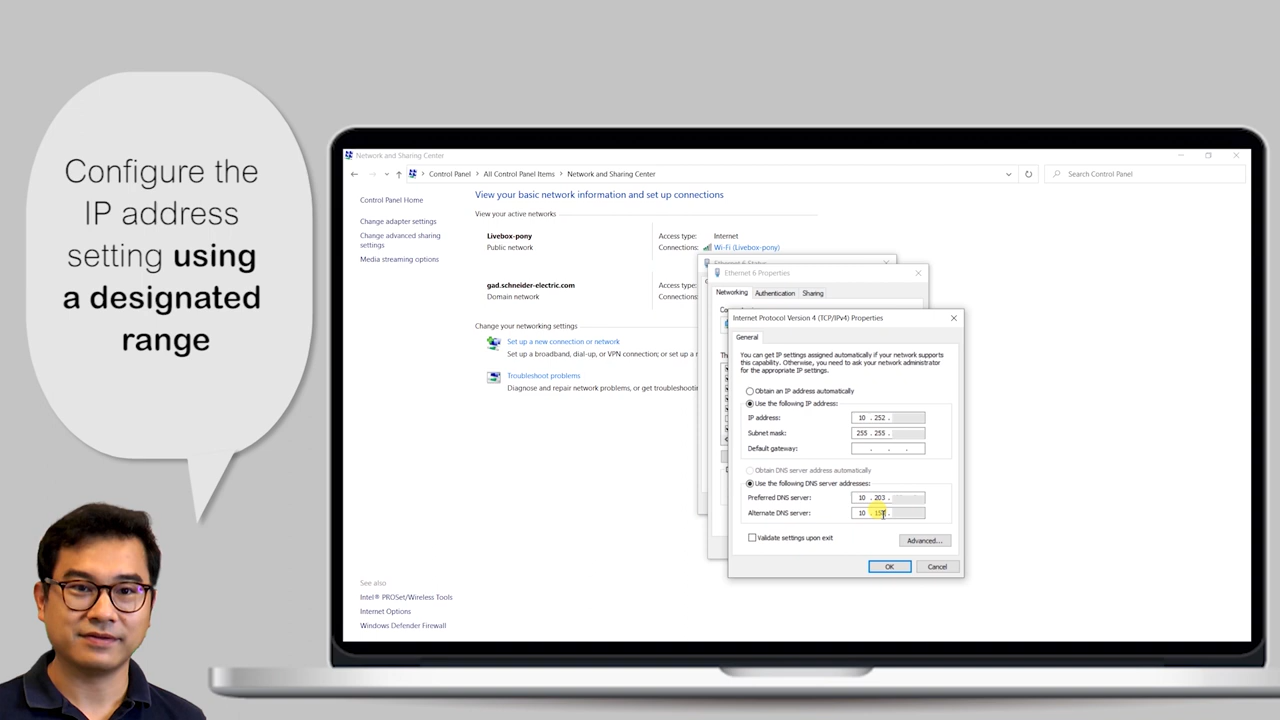 Configure the
IP address
setting using
a designated
range
Network and Sharing Center
Control Panel > All Control Panel Items > Network and Sharing Center
Search Control Panel
Control Panel Home
Change adapter settings
Change advanced sharing
settings
Media streaming options
View your basic network information and set up connections
View your active networks
Livebox-pony
Public network
Access type: Internet
Connections: Wi-Fi (Livebox-pony)
gad.schneider-electric.com
Domain network
Access type:
Connections:
Change your networking settings
Set up a new connection or network
Set up a broadband, dial-up, or VPN connection; or set up a
Troubleshoot problems
Diagnose and repair network problems, or get troubleshooting
See also
Intel® PROSet/Wireless Tools
Internet Options
Windows Defender Firewall
Ethernet 6 Status
Ethernet 6 Properties
Networking Authentication Sharing
Internet Protocol Version 4 (TCP/IPv4) Properties
General
You can get IP settings assigned automatically if your network supports
this capability. Otherwise, you need to ask your network administrator
for the appropriate IP settings.
Obtain an IP address automatically
Use the following IP address:
IP address: 10 . 252 .
Subnet mask: 255 . 255 .
Default gateway: . . .
Obtain DNS server address automatically
Use the following DNS server addresses:
Preferred DNS server: 10 . 203 .
Alternate DNS server: 10 .
Validate settings upon exit
Advanced...
OK Cancel